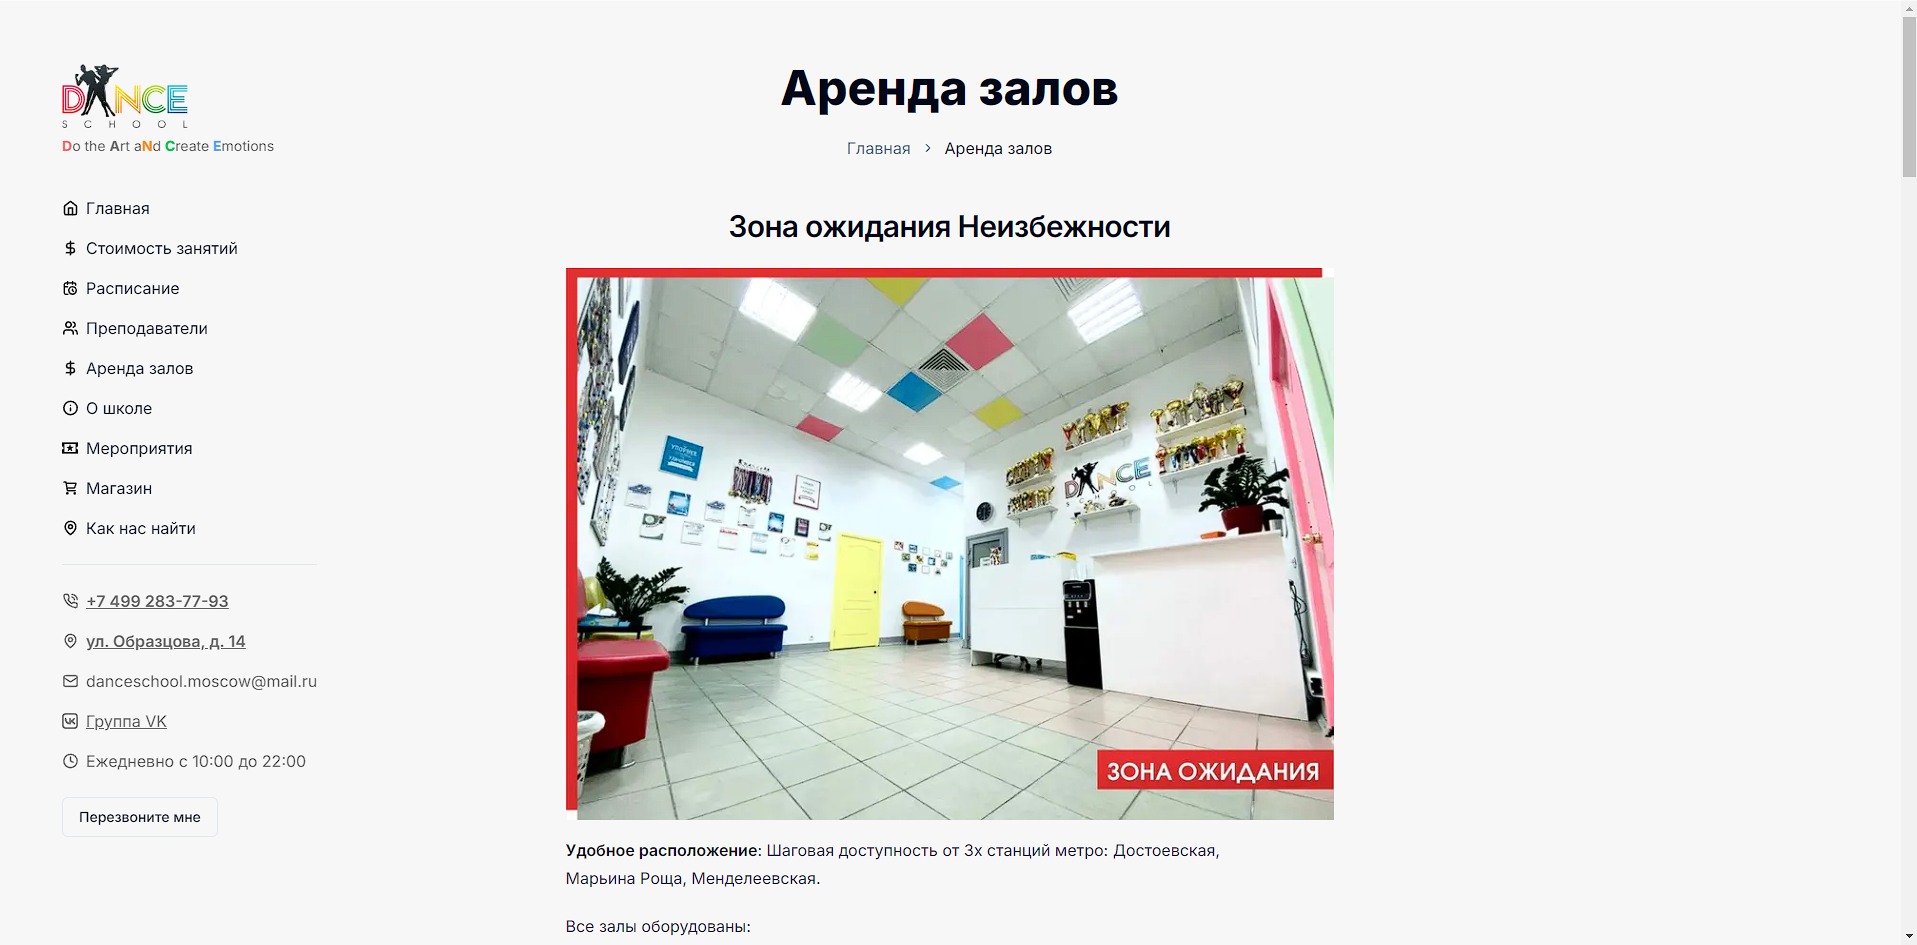 DANCE
SCHOOL
Do the Art aNd Create Emotions
Главная
Стоимость занятий
Расписание
Преподаватели
Аренда залов
О школе
Мероприятия
Магазин
Как нас найти
+7 499 283-77-93
ул. Образцова, д. 14
danceschool.moscow@mail.ru
Группа VK
Ежедневно с 10:00 до 22:00
Перезвоните мне
Аренда залов
Главная > Аренда залов
Зона ожидания Неизбежности
DANCE
SCHOOL
ЗОНА ОЖИДАНИЯ
Удобное расположение: Шаговая доступность от 3х станций метро: Достоевская,
Марьина Роща, Менделеевская.
Все залы оборудованы: